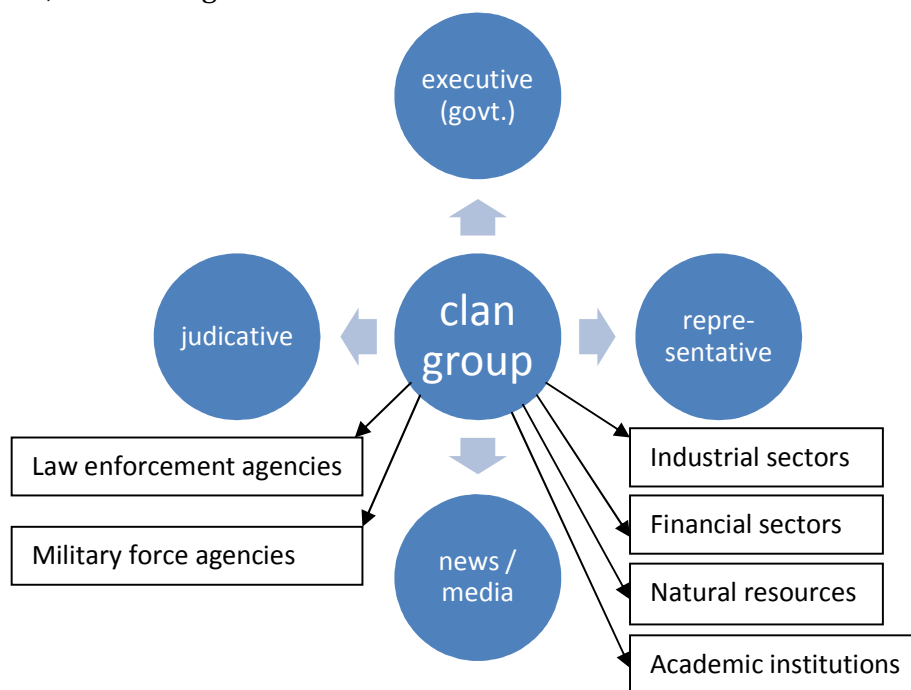 executive
(govt.)
judicative
clan
group
repre-
sentative
Law enforcement agencies
Military force agencies
news /
media
Industrial sectors
Financial sectors
Natural resources
Academic institutions